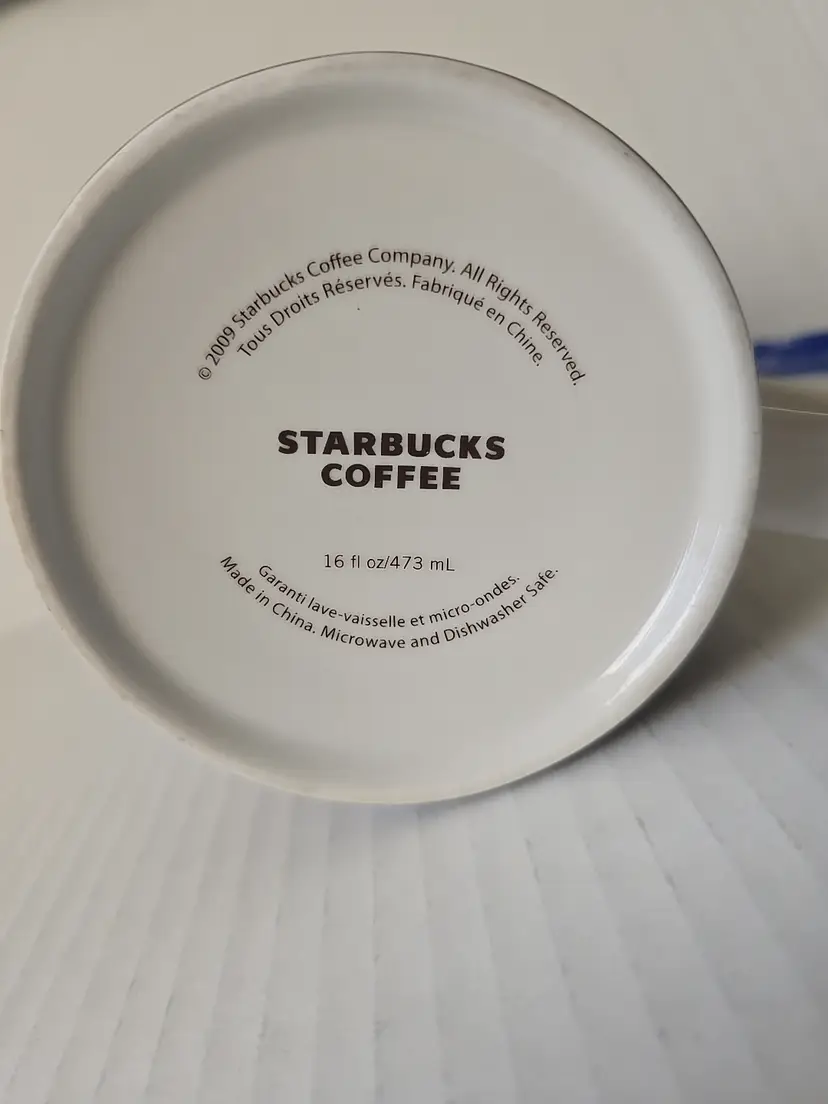 © 2009 Starbucks Coffee Company. All Rights Reserved.
Tous Droits Réservés. Fabriqué en Chine.
STARBUCKS
COFFEE
16 fl oz/473 mL
Garanti lave-vaisselle et micro-ondes.
Made in China. Microwave and Dishwasher Safe.